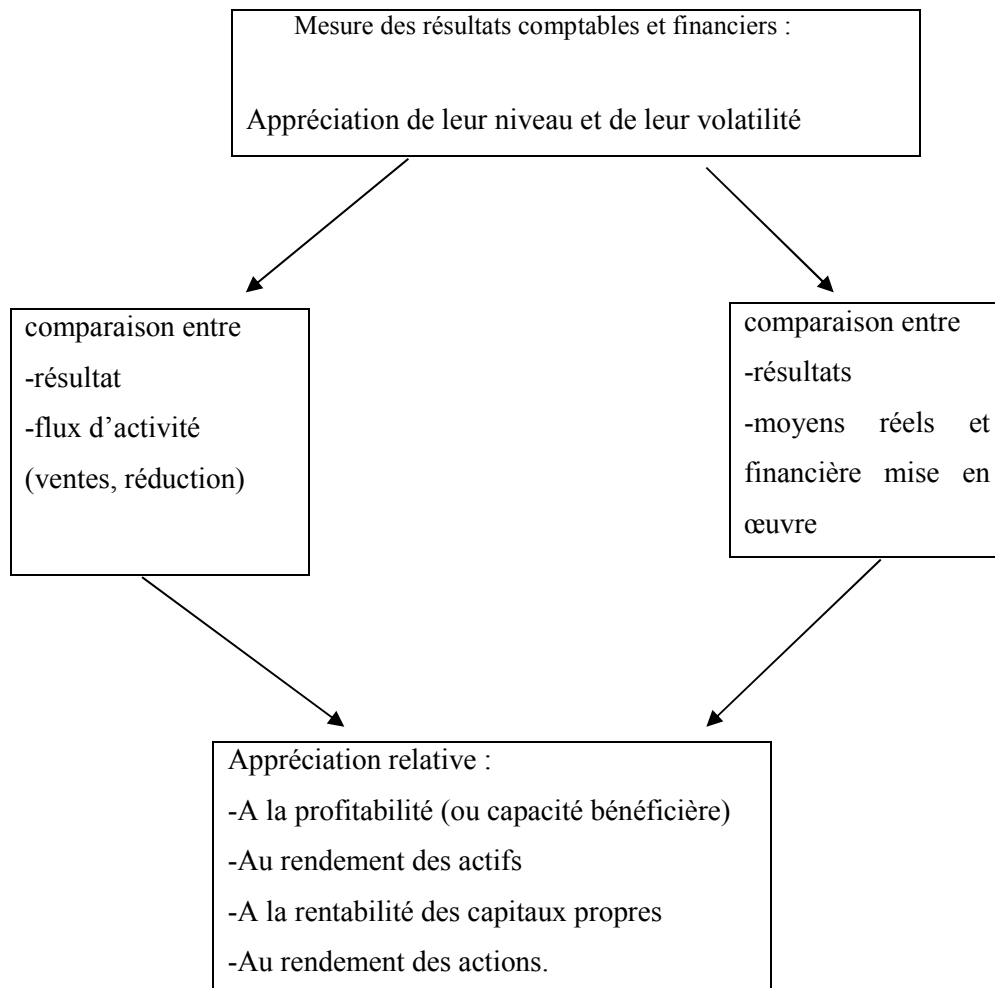 Mesure des résultats comptables et financiers :
Appréciation de leur niveau et de leur volatilité
comparaison entre
-résultat
-flux d’activité
(ventes, réduction)
comparaison entre
-résultats
-moyens réels et
financière mise en
œuvre
Appréciation relative :
-A la profitabilité (ou capacité bénéficière)
-Au rendement des actifs
-A la rentabilité des capitaux propres
-Au rendement des actions.